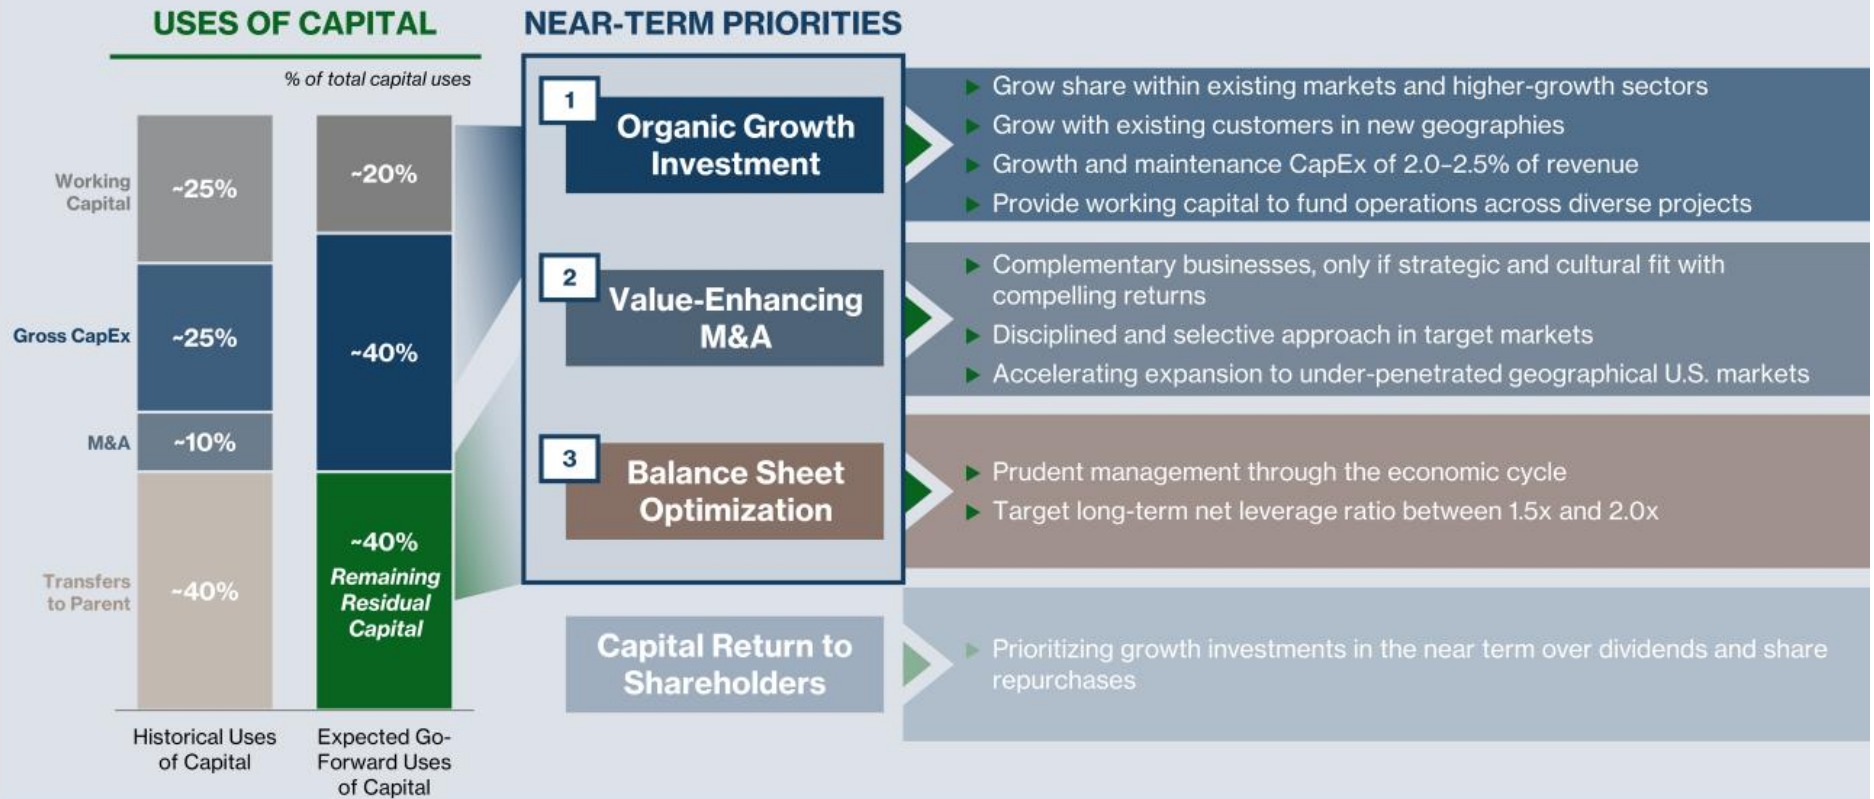 USES OF CAPITAL
% of total capital uses
Working
Capital
~25%
~20%
Gross CapEx
~25%
~40%
M&A
~10%
Transfers
to Parent
~40%
~40%
Remaining
Residual
Capital
Historical Uses
of Capital
Expected Go-
Forward Uses
of Capital
NEAR-TERM PRIORITIES
1
Organic Growth
Investment
Grow share within existing markets and higher-growth sectors
Grow with existing customers in new geographies
Growth and maintenance CapEx of 2.0–2.5% of revenue
Provide working capital to fund operations across diverse projects
2
Value-Enhancing
M&A
Complementary businesses, only if strategic and cultural fit with
compelling returns
Disciplined and selective approach in target markets
Accelerating expansion to under-penetrated geographical U.S. markets
3
Balance Sheet
Optimization
Prudent management through the economic cycle
Target long-term net leverage ratio between 1.5x and 2.0x
Capital Return to
Shareholders
Prioritizing growth investments in the near term over dividends and share
repurchases